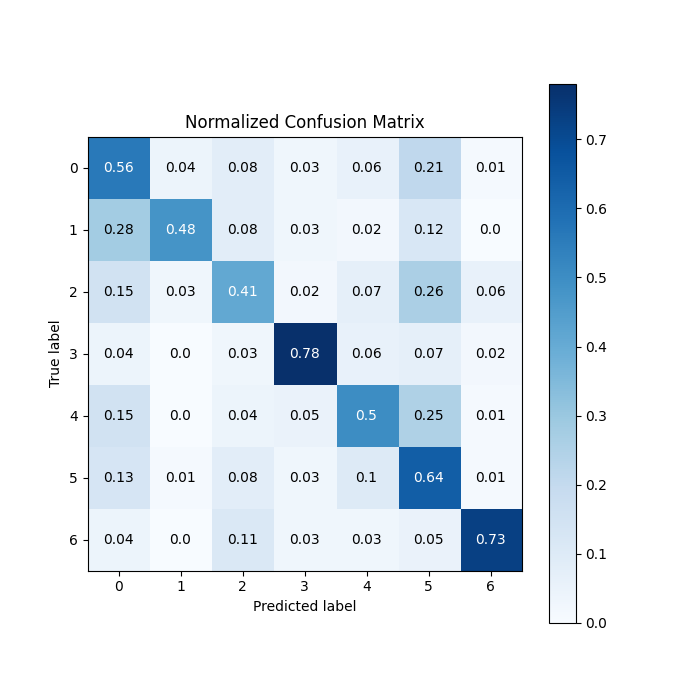 Normalized Confusion Matrix
0 0.56 0.04 0.08 0.03 0.06 0.21 0.01
1 0.28 0.48 0.08 0.03 0.02 0.12 0.0
2 0.15 0.03 0.41 0.02 0.07 0.26 0.06
3 0.04 0.0 0.03 0.78 0.06 0.07 0.02
4 0.15 0.0 0.04 0.05 0.5 0.25 0.01
5 0.13 0.01 0.08 0.03 0.1 0.64 0.01
6 0.04 0.0 0.11 0.03 0.03 0.05 0.73
0 1 2 3 4 5 6
Predicted label
True label
0.7
0.6
0.5
0.4
0.3
0.2
0.1
0.0